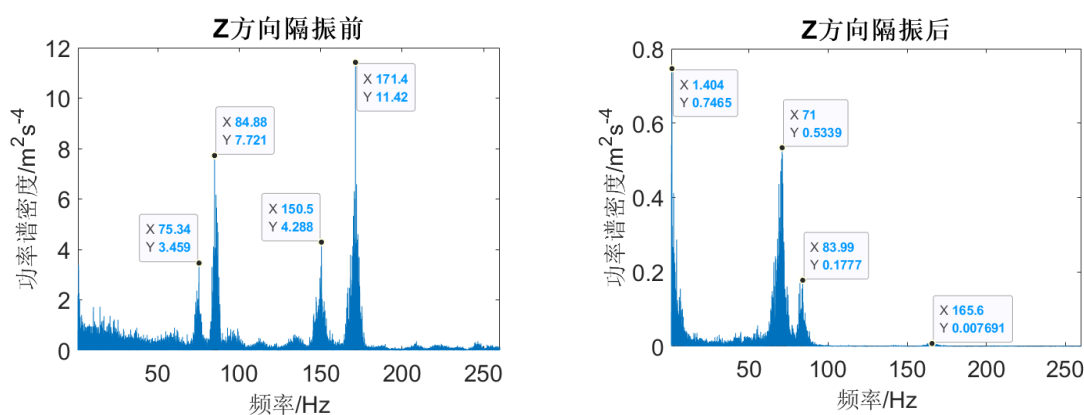 Z方向隔振前
12
10
8
6
4
2
0
功率谱密度/m²s⁻⁴
X 75.34
Y 3.459
X 84.88
Y 7.721
X 150.5
Y 4.288
X 171.4
Y 11.42
50 100 150 200 250
频率/Hz
Z方向隔振后
0.8
0.6
0.4
0.2
0
功率谱密度/m²s⁻⁴
X 1.404
Y 0.7465
X 71
Y 0.5339
X 83.99
Y 0.1777
X 165.6
Y 0.007691
50 100 150 200 250
频率/Hz